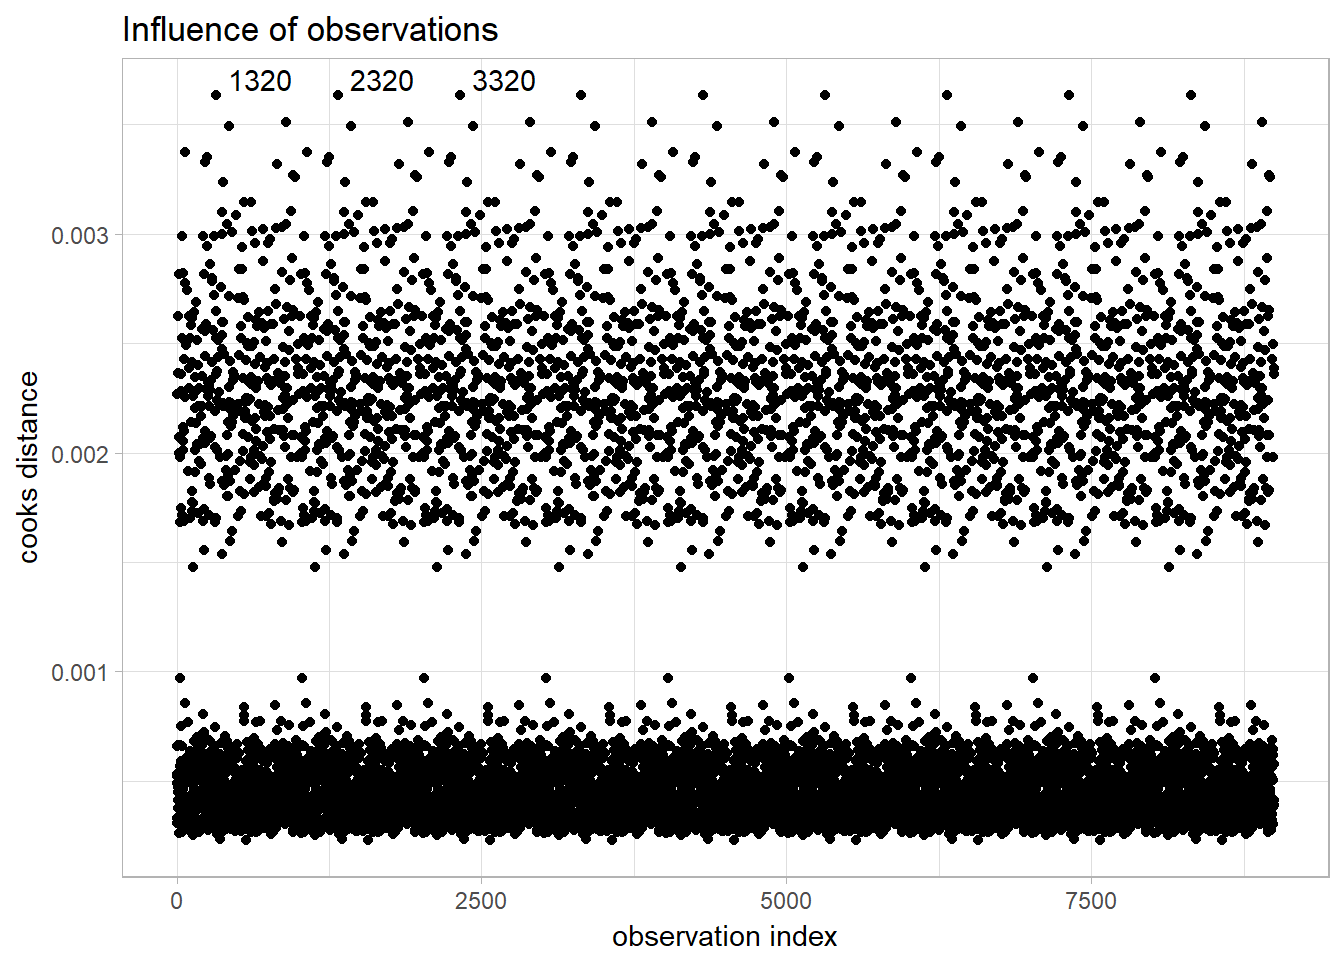 Influence of observations
1320 2320 3320
0.003
0.002
0.001
cooks distance
0 2500 5000 7500
observation index